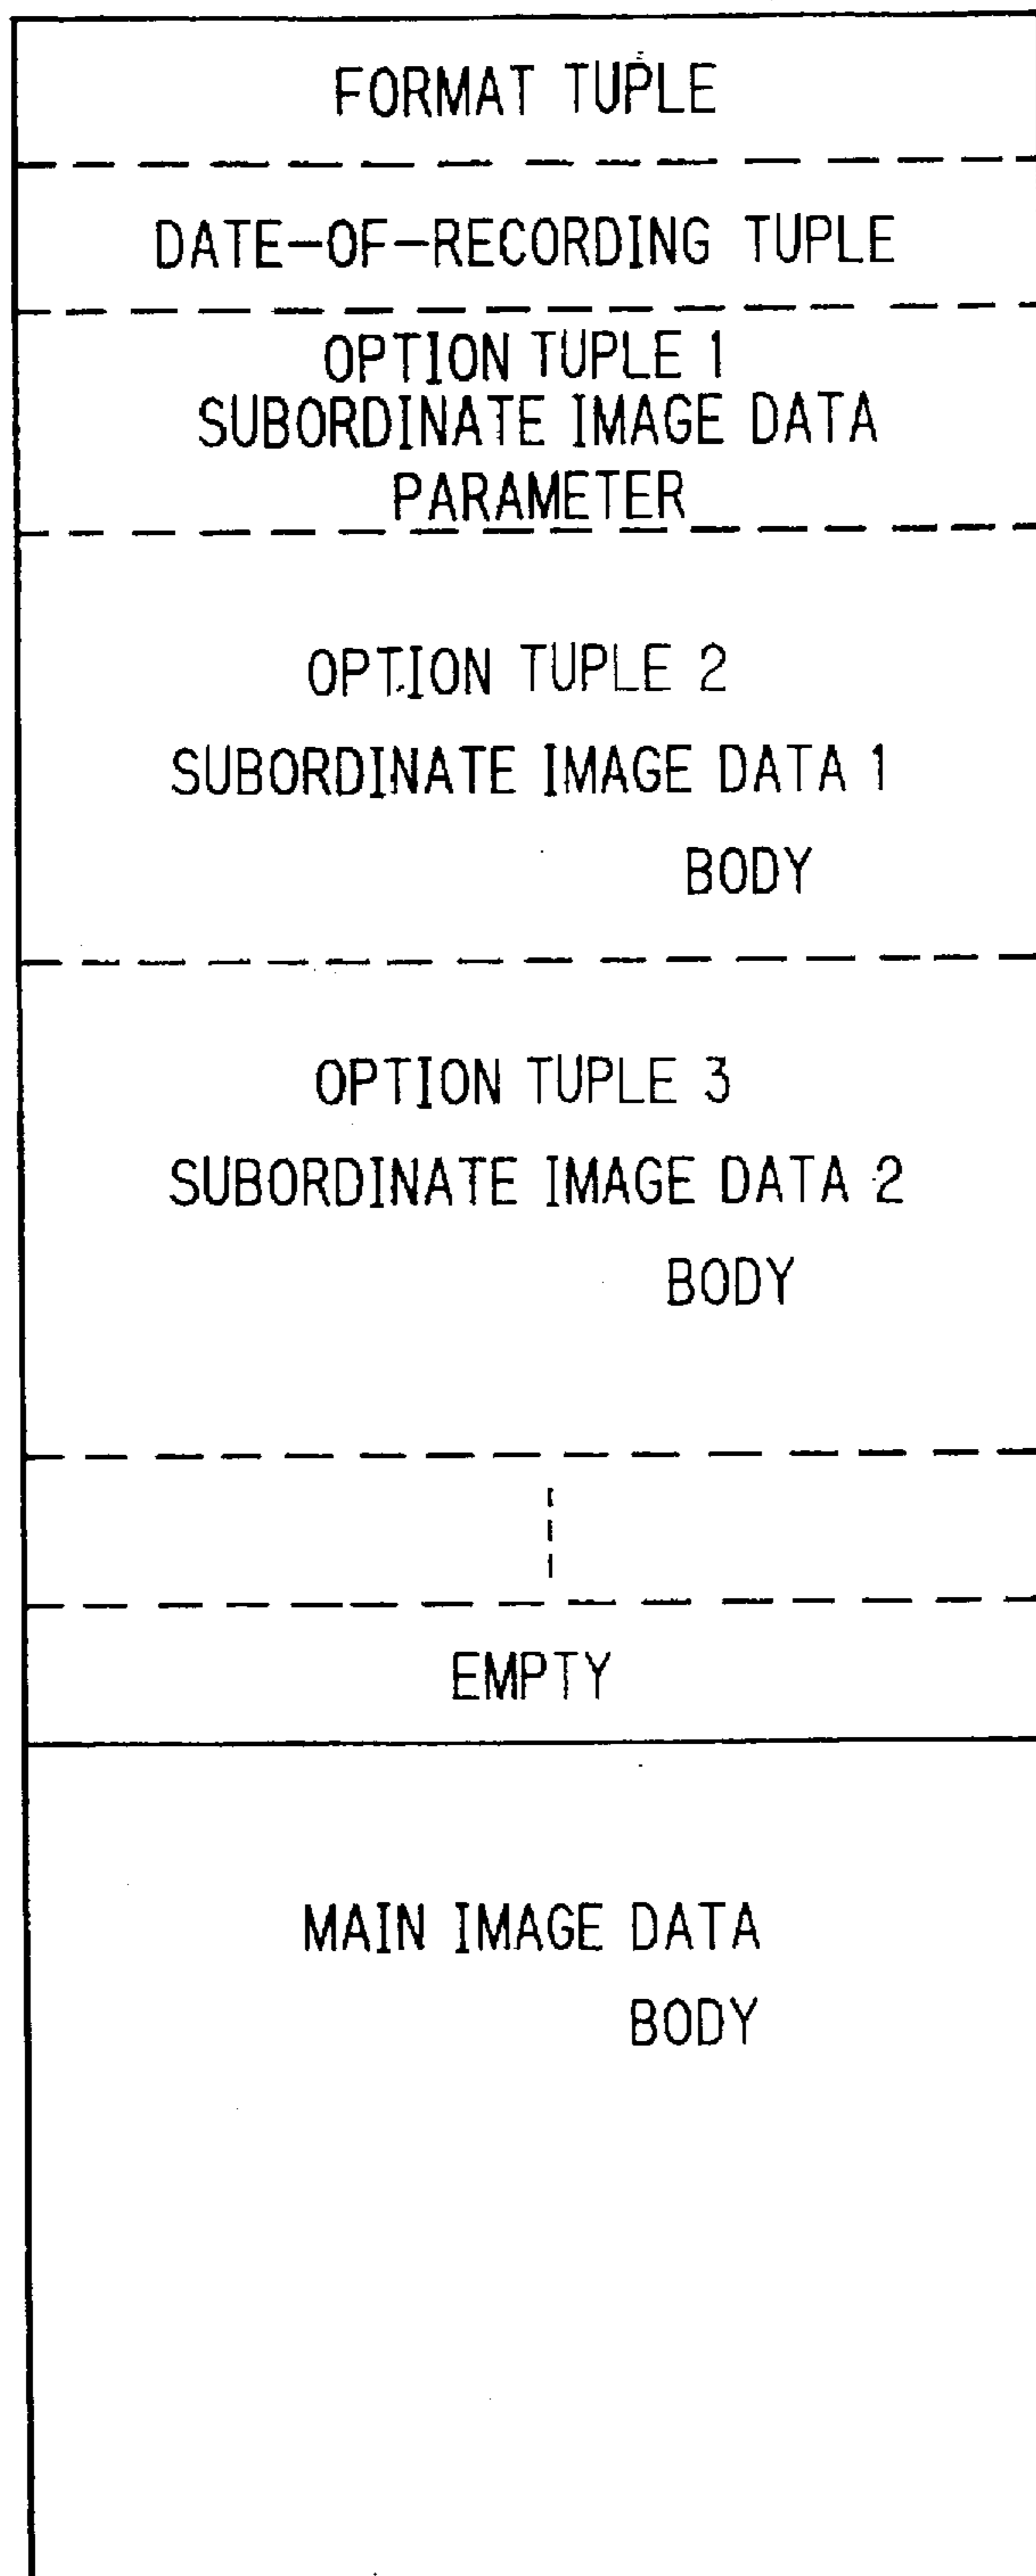 FORMAT TUPLE
DATE-OF-RECORDING TUPLE
OPTION TUPLE 1
SUBORDINATE IMAGE DATA
PARAMETER
OPTION TUPLE 2
SUBORDINATE IMAGE DATA 1
BODY
OPTION TUPLE 3
SUBORDINATE IMAGE DATA 2
BODY
EMPTY
MAIN IMAGE DATA
BODY